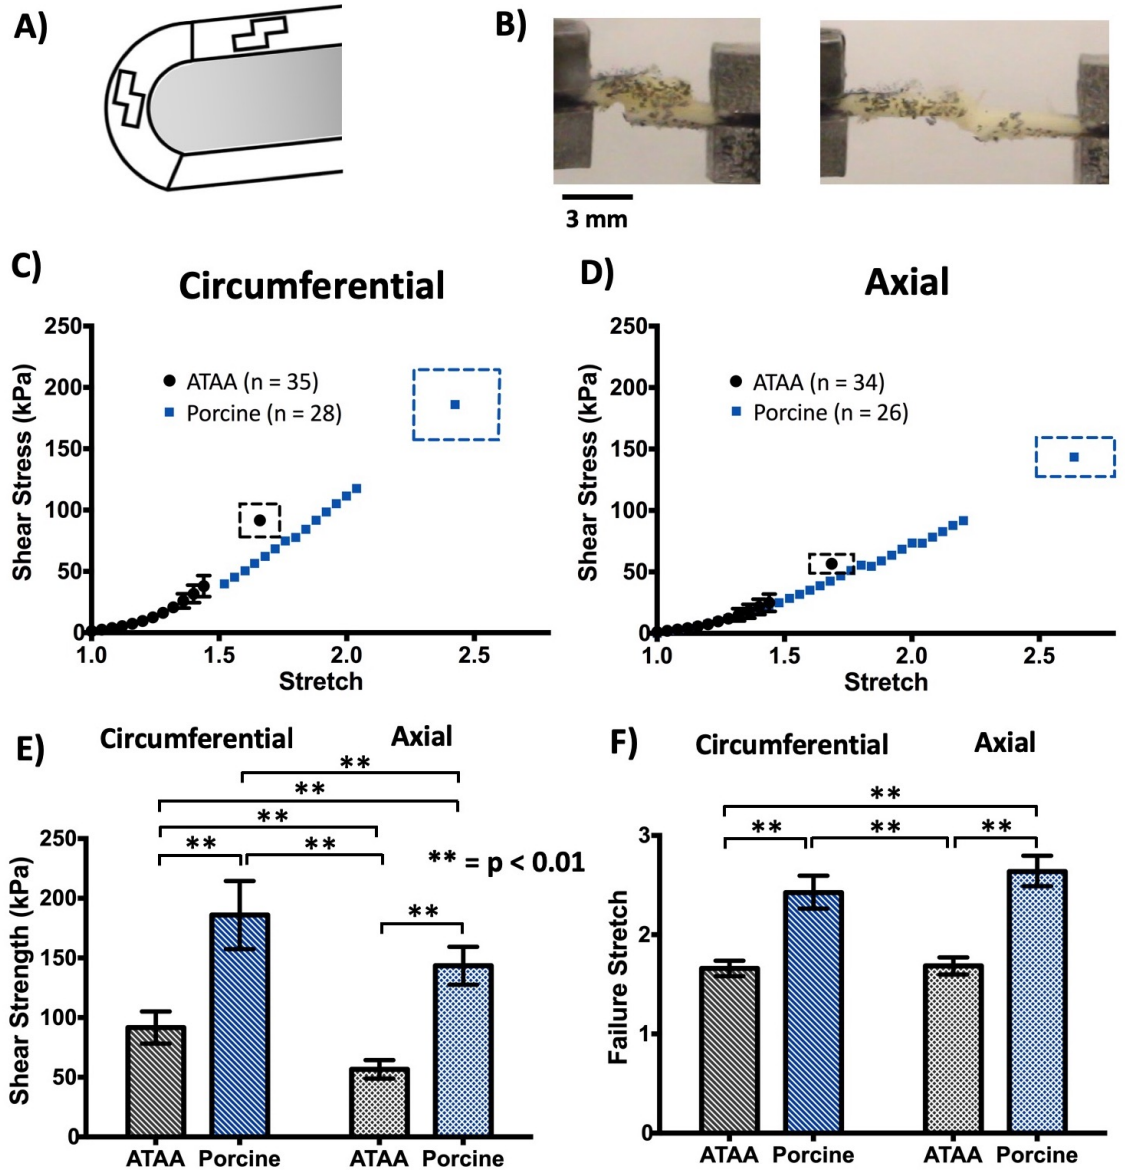 A)
B)
3 mm
C)
Circumferential
250
200
150
100
50
0
ATAA (n = 35)
Porcine (n = 28)
Shear Stress (kPa)
1.0 1.5 2.0 2.5
Stretch
D)
Axial
250
200
150
100
50
0
ATAA (n = 34)
Porcine (n = 26)
Shear Stress (kPa)
1.0 1.5 2.0 2.5
Stretch
E)
Circumferential Axial
**
**
**
** **
** = p < 0.01
**
250
200
150
100
50
0
Shear Strength (kPa)
ATAA Porcine ATAA Porcine
F)
Circumferential Axial
**
** ** **
3
2
1
0
Failure Stretch
ATAA Porcine ATAA Porcine